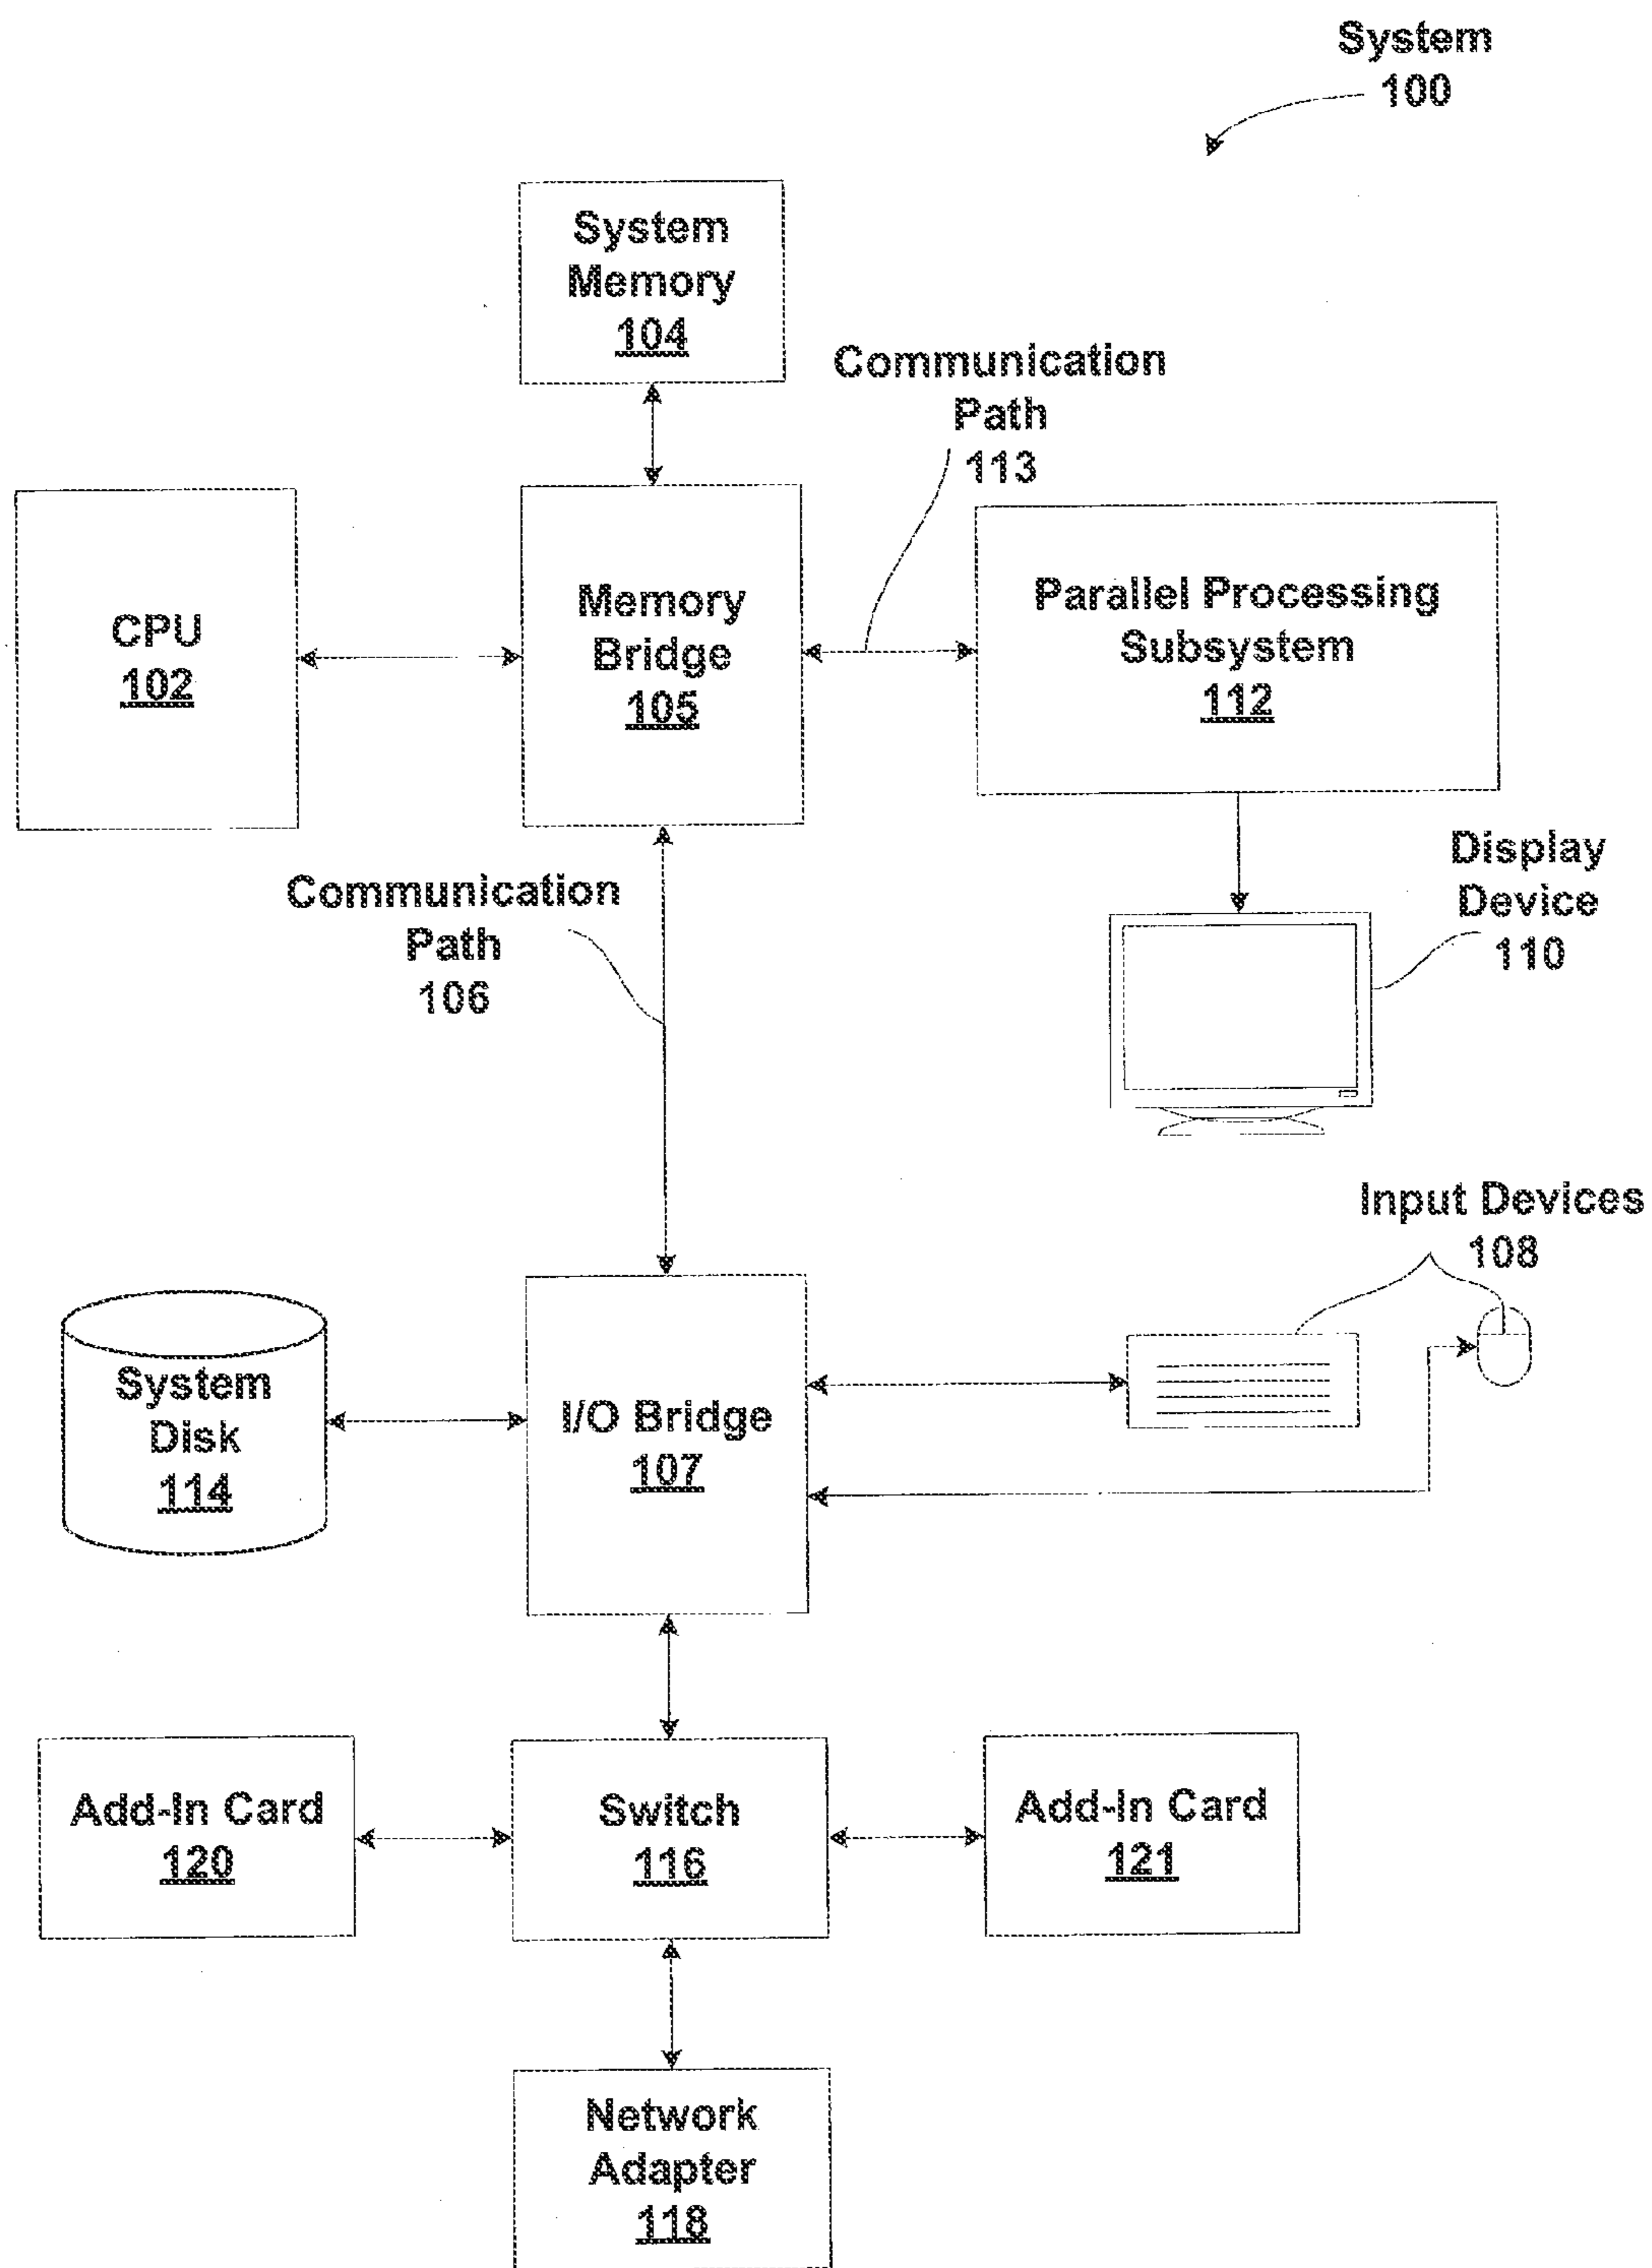 System
100
System
Memory
104
Communication
Path
113
CPU
102
Memory
Bridge
105
Parallel Processing
Subsystem
112
Communication
Path
106
Display
Device
110
Input Devices
108
System
Disk
114
I/O Bridge
107
Add-In Card
120
Switch
116
Add-In Card
121
Network
Adapter
118